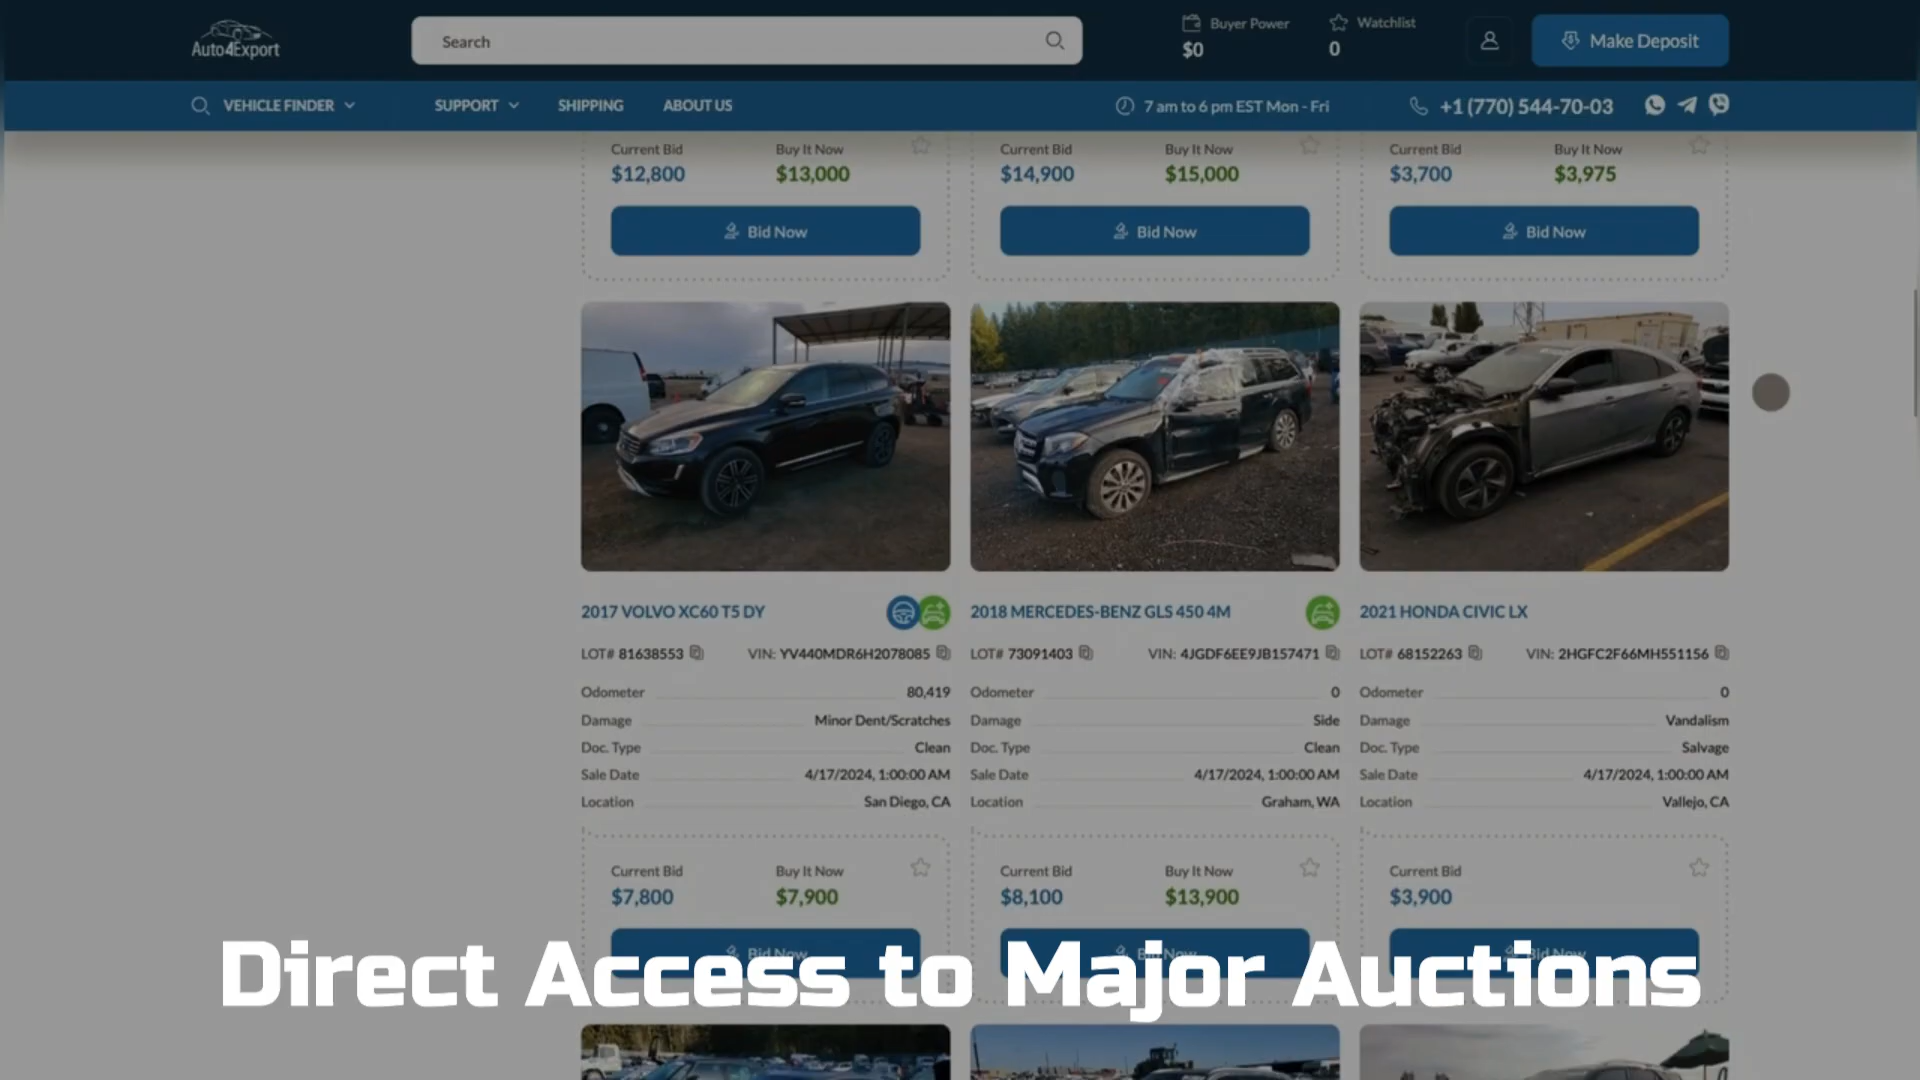 Auto4Export
Search
Buyer Power
$0
Watchlist
0
Make Deposit
VEHICLE FINDER
SUPPORT
SHIPPING
ABOUT US
7 am to 6 pm EST Mon - Fri
+1 (770) 544-70-03
Current Bid
Buy It Now
$12,800
$13,000
Bid Now
Current Bid
Buy It Now
$14,900
$15,000
Bid Now
Current Bid
Buy It Now
$3,700
$3,975
Bid Now
2017 VOLVO XC60 T5 DY
LOT# 81638553
VIN: YV440MDR6H2078085
Odometer 80,419
Damage Minor Dent/Scratches
Doc. Type Clean
Sale Date 4/17/2024, 1:00:00 AM
Location San Diego, CA
Current Bid
Buy It Now
$7,800
$7,900
Bid Now
2018 MERCEDES-BENZ GLS 450 4M
LOT# 73091403
VIN: 4JGDF6EE9JB157471
Odometer 0
Damage Side
Doc. Type Clean
Sale Date 4/17/2024, 1:00:00 AM
Location Graham, WA
Current Bid
Buy It Now
$8,100
$13,900
Bid Now
2021 HONDA CIVIC LX
LOT# 68152263
VIN: 2HGFC2F66MH551156
Odometer 0
Damage Vandalism
Doc. Type Salvage
Sale Date 4/17/2024, 1:00:00 AM
Location Vallejo, CA
Current Bid
$3,900
Bid Now
Direct Access to Major Auctions